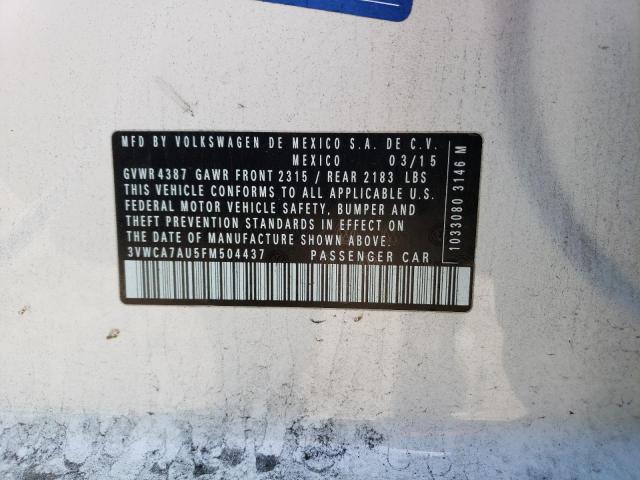 MFD BY VOLKSWAGEN DE MEXICO S.A. DE C.V.
MEXICO 03/15
GVWR 4387 GAWR FRONT 2315 / REAR 2183 LBS
THIS VEHICLE CONFORMS TO ALL APPLICABLE U.S.
FEDERAL MOTOR VEHICLE SAFETY, BUMPER AND
THEFT PREVENTION STANDARDS IN EFFECT ON
THE DATE OF MANUFACTURE SHOWN ABOVE.
3VWCA7AU5FM504437 PASSENGER CAR
1033080 3146 M